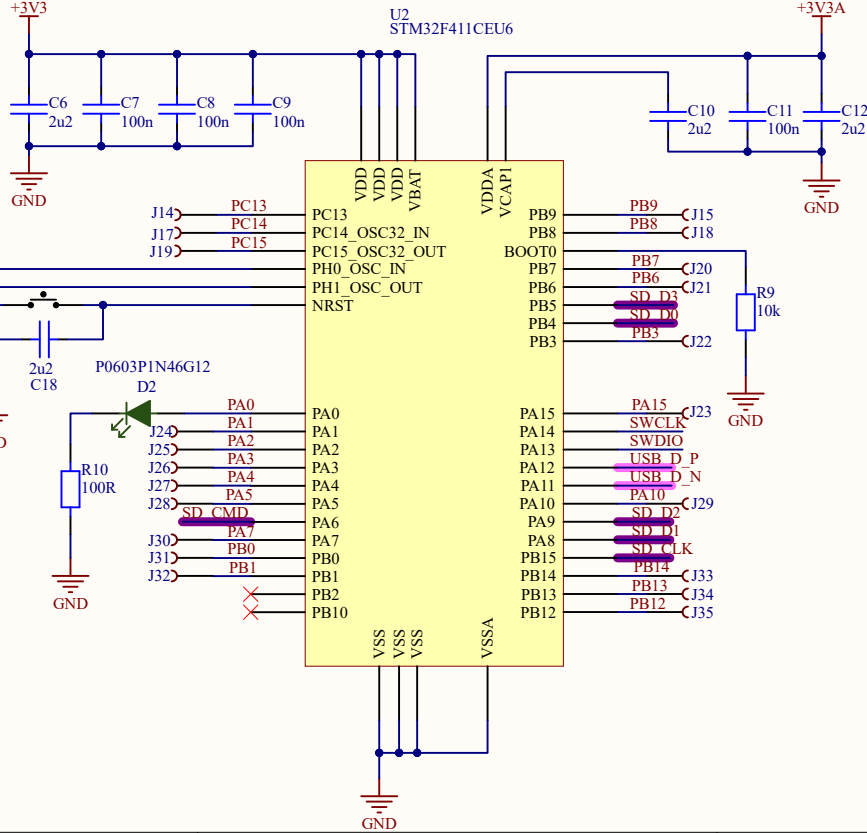 +3V3
U2
STM32F411CEU6
+3V3A
C6
2u2
C7
100n
C8
100n
C9
100n
C10
2u2
C11
100n
C12
2u2
GND
GND
VDD
VDD
VDD
VBAT
VDDA
VCAP1
J14 PC13 PC13
J17 PC14 PC14_OSC32_IN
J19 PC15 PC15_OSC32_OUT
PH0_OSC_IN
PH1_OSC_OUT
NRST
PB9 PB9 J15
PB8 PB8 J18
BOOT0
PB7 PB7 J20
PB6 PB6 J21
PB5 SD_D3
PB4 SD_D0
PB3 PB3 J22
R9
10k
GND
2u2
C18
P0603P1N46G12
D2
PA0 PA0
J24 PA1 PA1
J25 PA2 PA2
J26 PA3 PA3
J27 PA4 PA4
J28 PA5 PA5
SD_CMD PA6
J30 PA7 PA7
J31 PB0 PB0
J32 PB1 PB1
PB2
PB10
R10
100R
GND
PA15 PA15 J23
PA14 SWCLK
PA13 SWDIO
PA12 USB_D_P
PA11 USB_D_N
PA10 PA10 J29
PA9 SD_D2
PA8 SD_D1
PB15 SD_CLK
PB14 PB14 J33
PB13 PB13 J34
PB12 PB12 J35
VSS
VSS
VSS
VSSA
GND